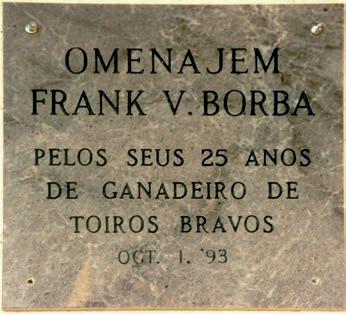 OMENAJEM
FRANK V. BORBA
PELOS SEUS 25 ANOS
DE GANADEIRO DE
TOIROS BRAVOS
OCT. 1. '93